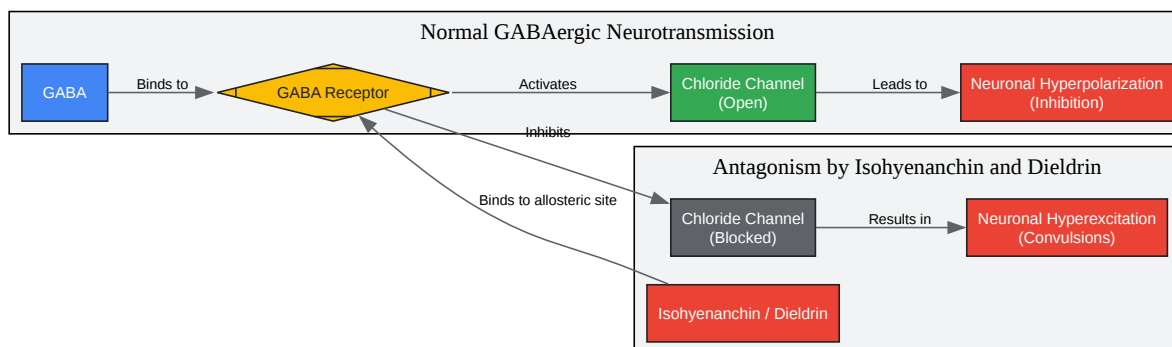 Normal GABAergic Neurotransmission
GABA
Binds to
GABA Receptor
Activates
Chloride Channel
(Open)
Leads to
Neuronal Hyperpolarization
(Inhibition)
Inhibits
Antagonism by Isohyenanchin and Dieldrin
Binds to allosteric site
Chloride Channel
(Blocked)
Results in
Neuronal Hyperexcitation
(Convulsions)
Isohyenanchin / Dieldrin